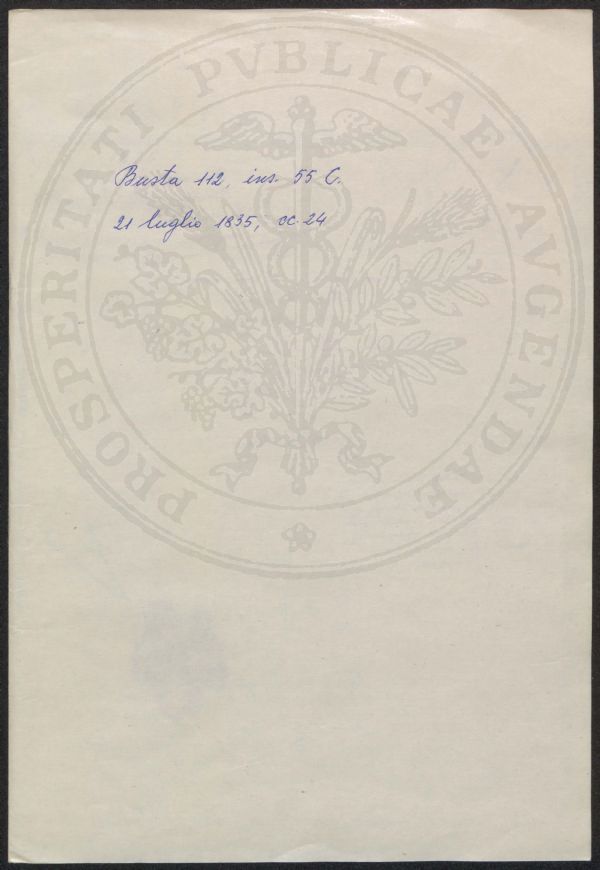 PROSPERITATI PVBLICAE AVGENDAE
Busta 112, ins. 55 C.
21 luglio 1835, cc. 24